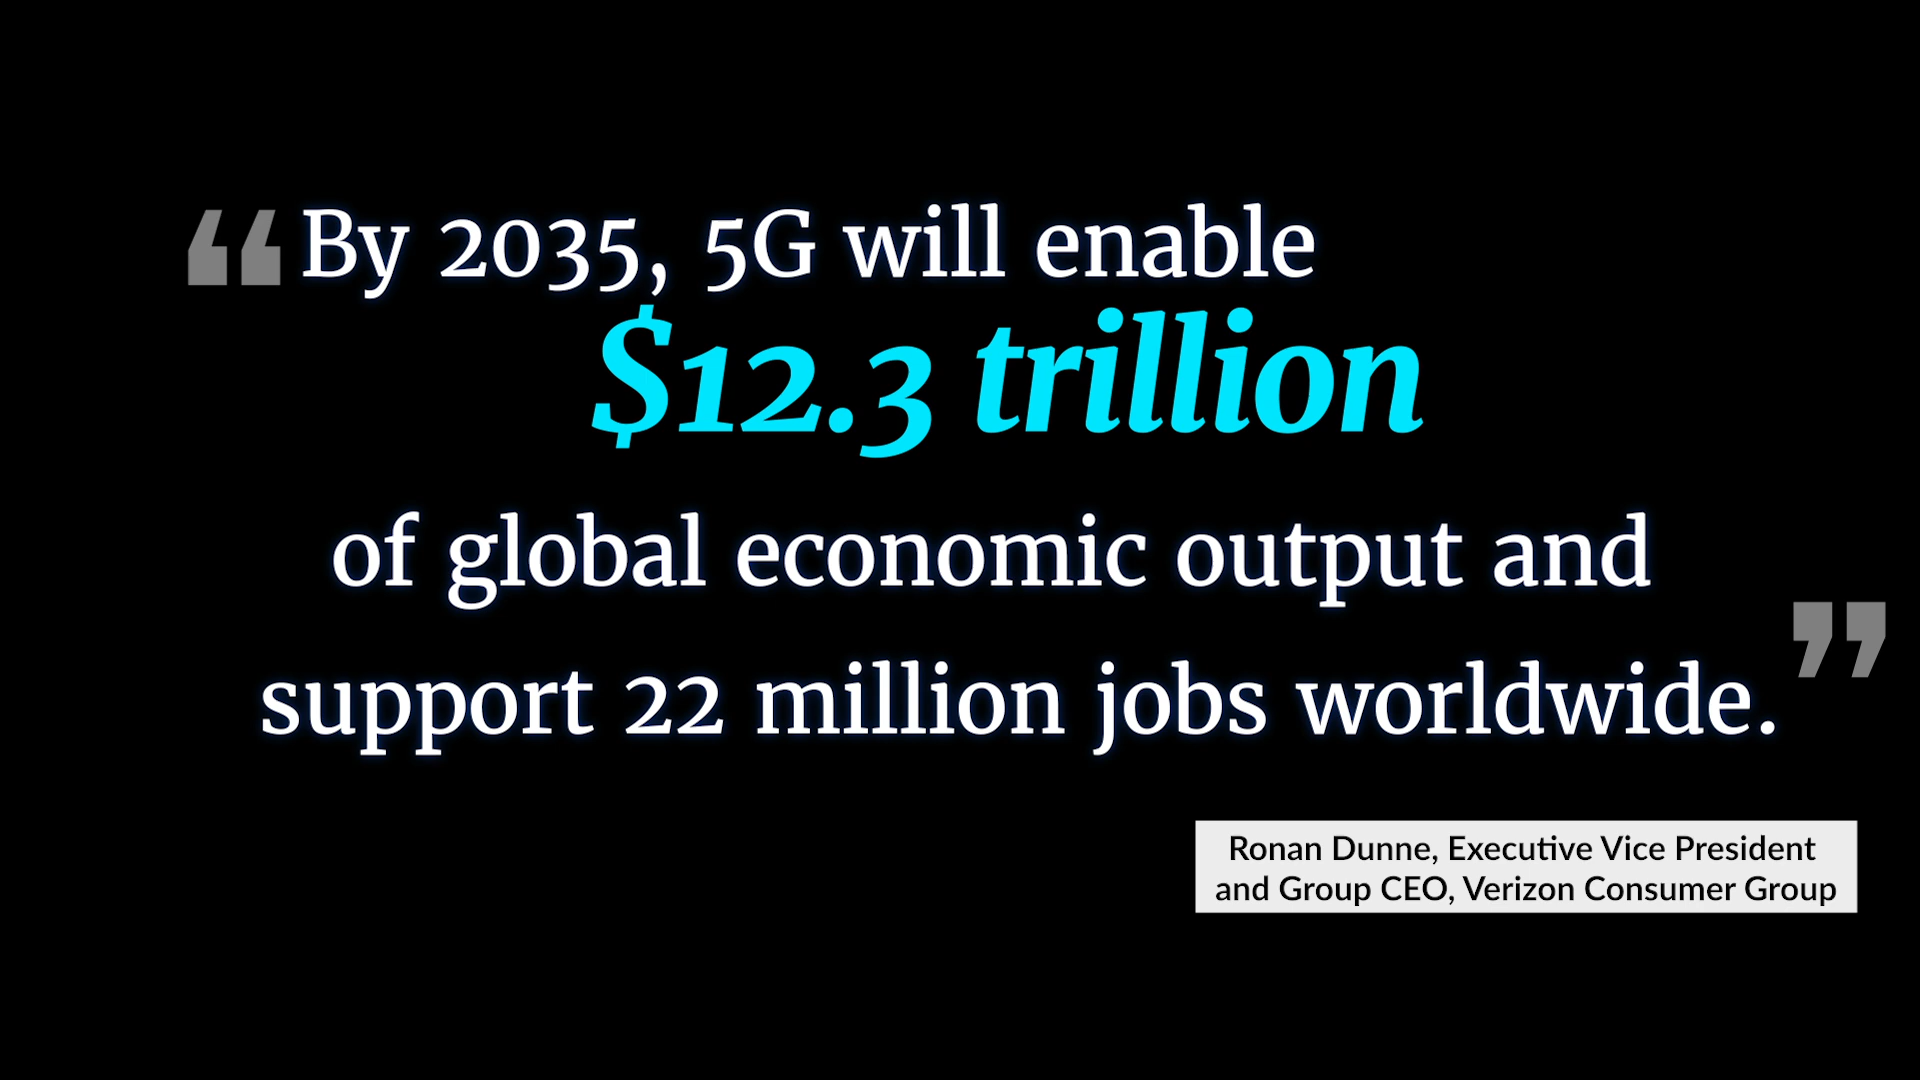 “By 2035, 5G will enable
$12.3 trillion
of global economic output and
support 22 million jobs worldwide.”
Ronan Dunne, Executive Vice President
and Group CEO, Verizon Consumer Group